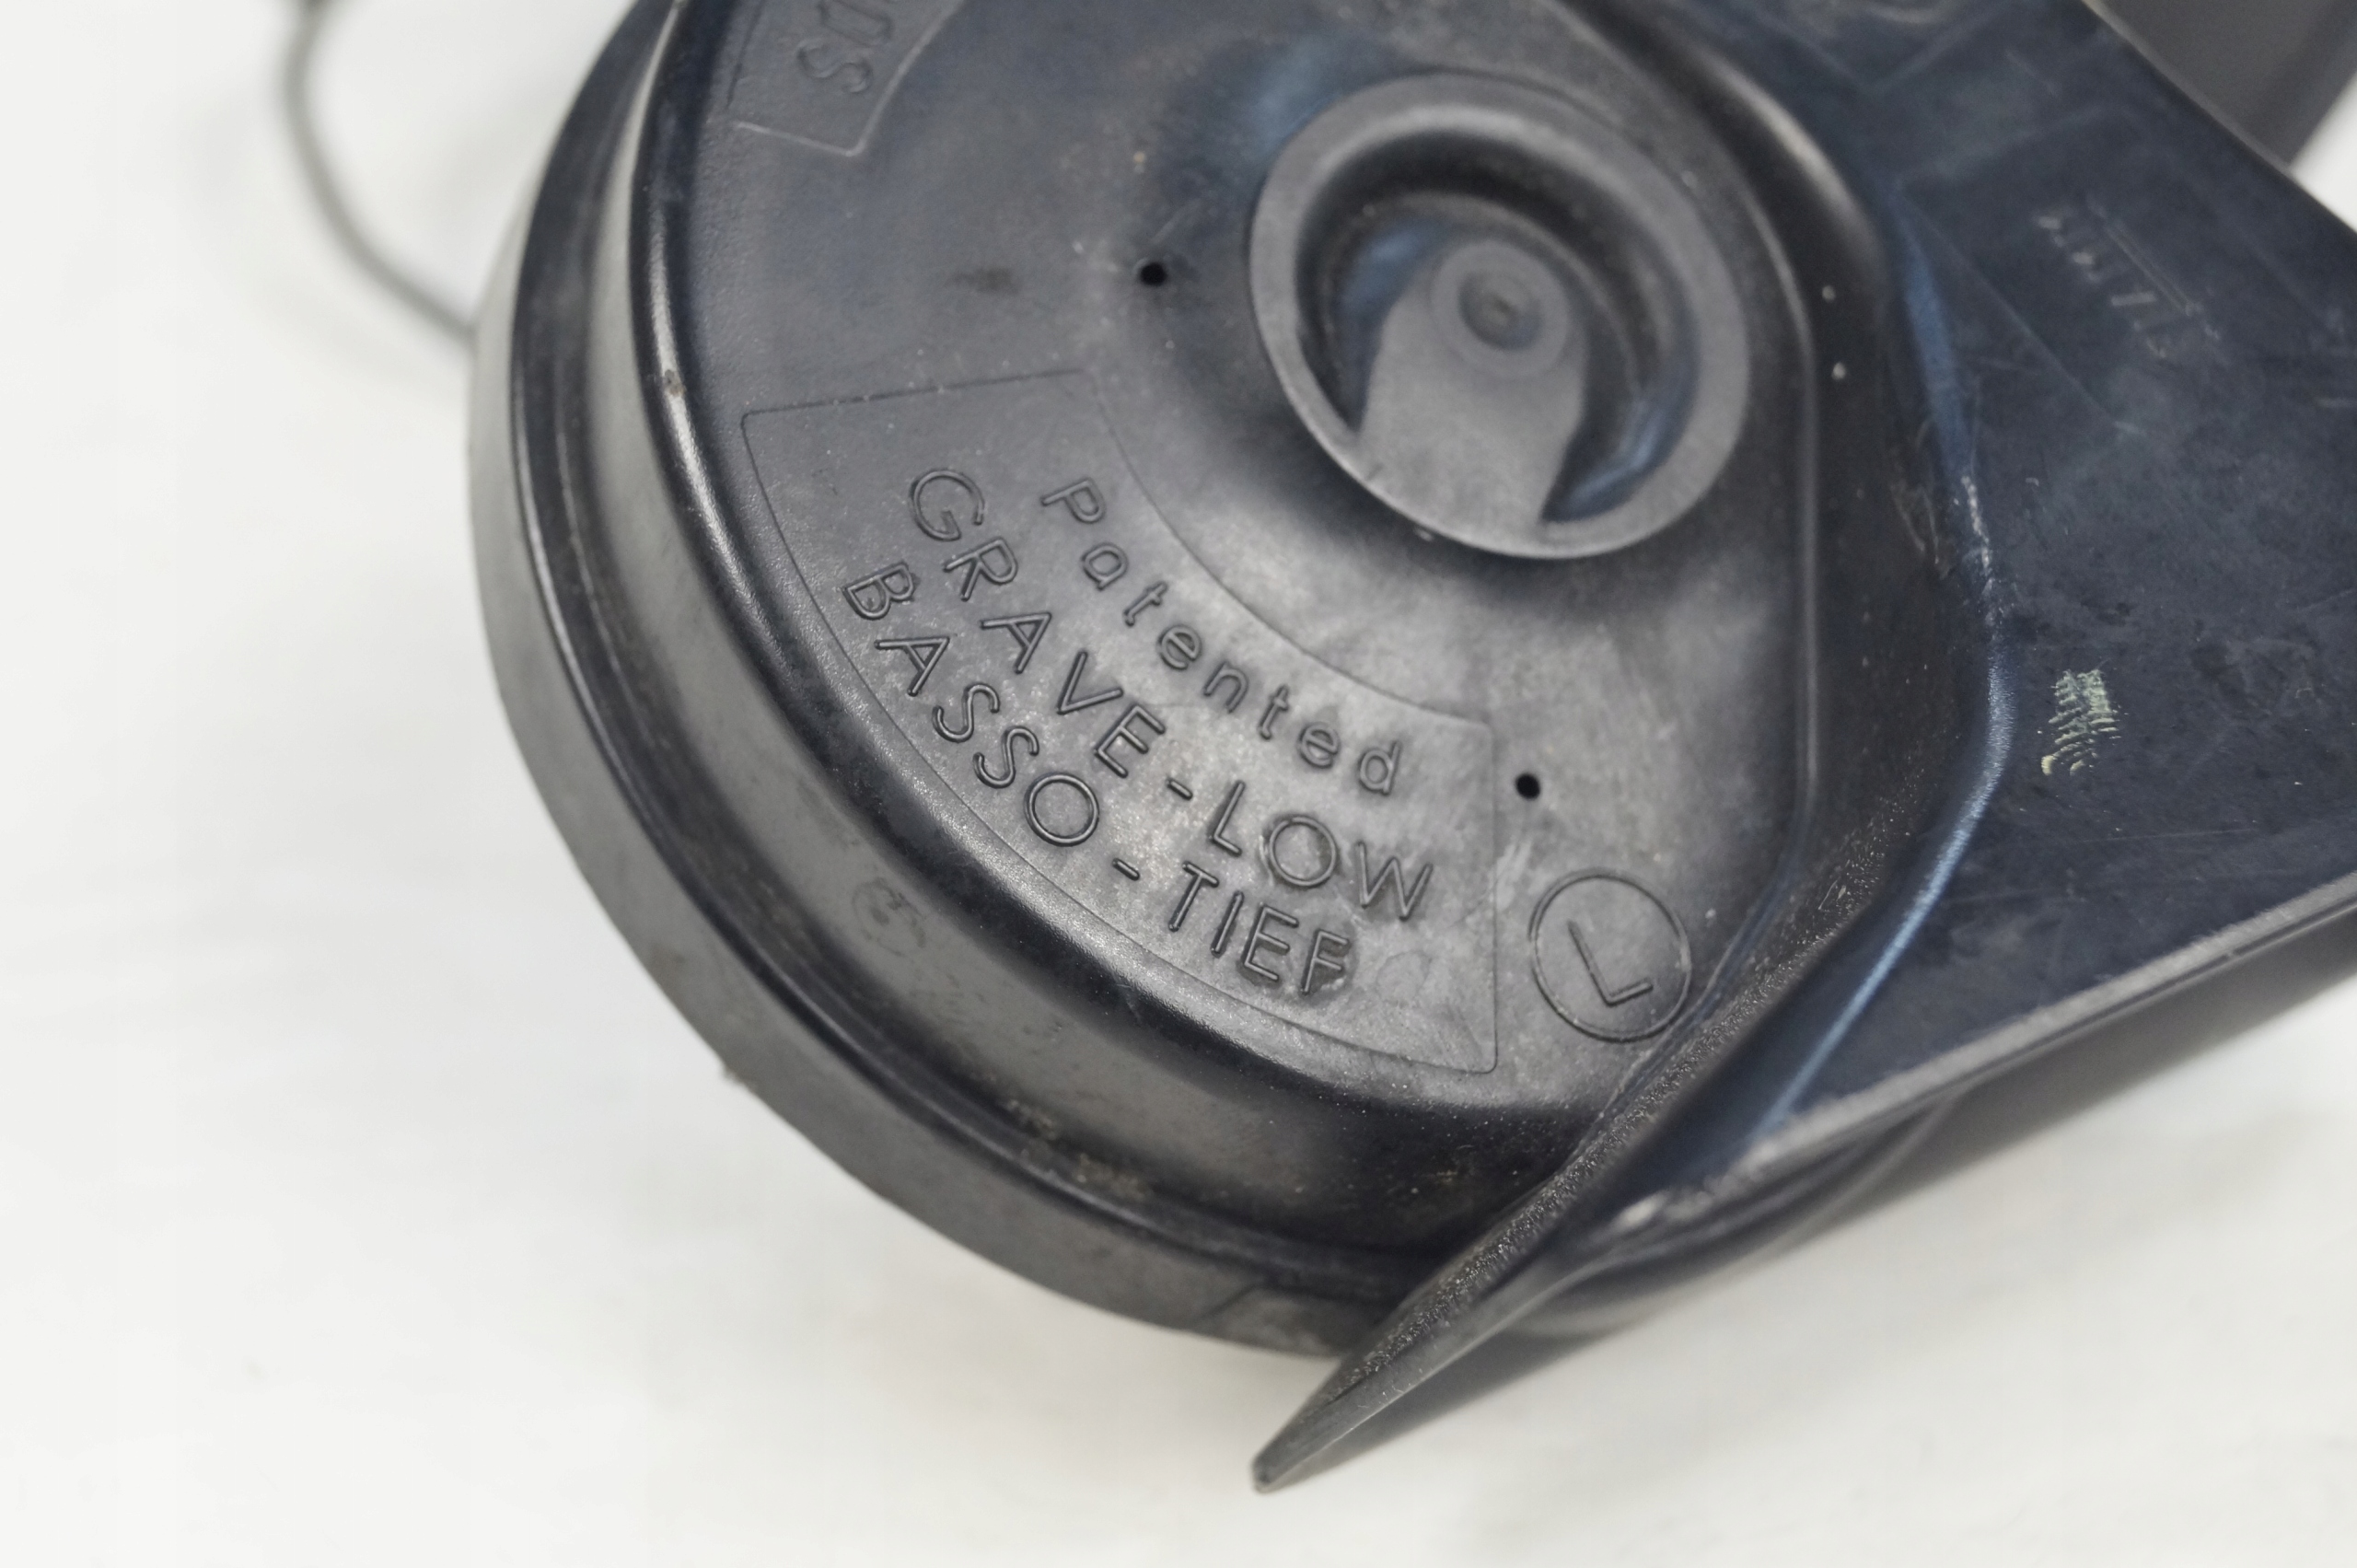 Patented
GRAVE-LOW
BASSO-TIEF
L